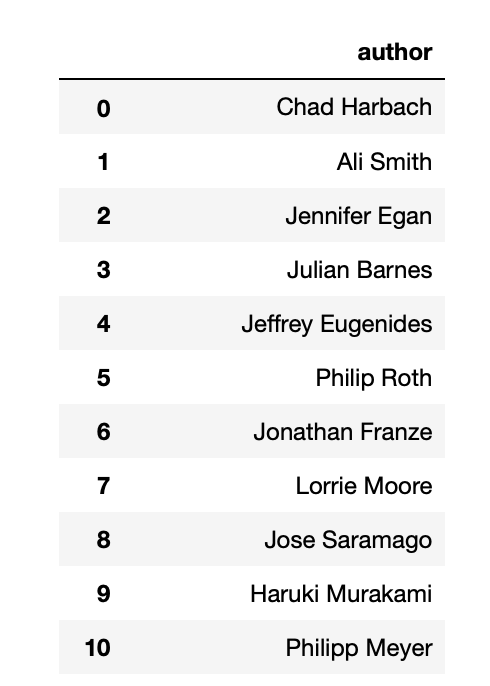 author
0 Chad Harbach
1 Ali Smith
2 Jennifer Egan
3 Julian Barnes
4 Jeffrey Eugenides
5 Philip Roth
6 Jonathan Franze
7 Lorrie Moore
8 Jose Saramago
9 Haruki Murakami
10 Philipp Meyer